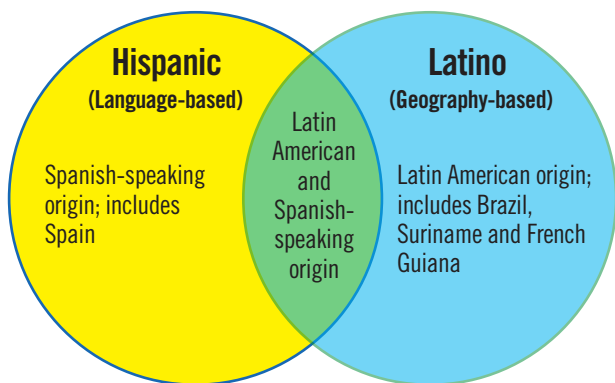 Hispanic
(Language-based)
Spanish-speaking
origin; includes
Spain
Latin
American
and
Spanish-
speaking
origin
Latino
(Geography-based)
Latin American origin;
includes Brazil,
Suriname and French
Guiana